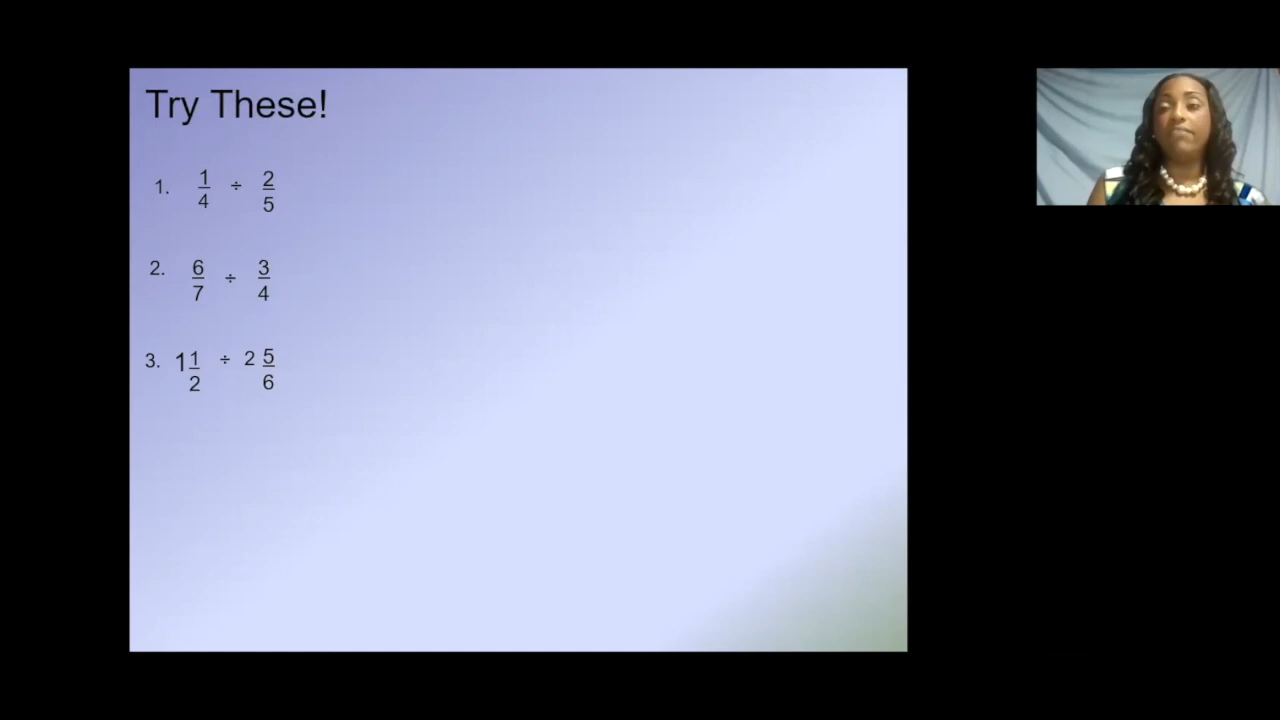 Try These!
1. 1/4 ÷ 2/5
2. 6/7 ÷ 3/4
3. 1 1/2 ÷ 2 5/6